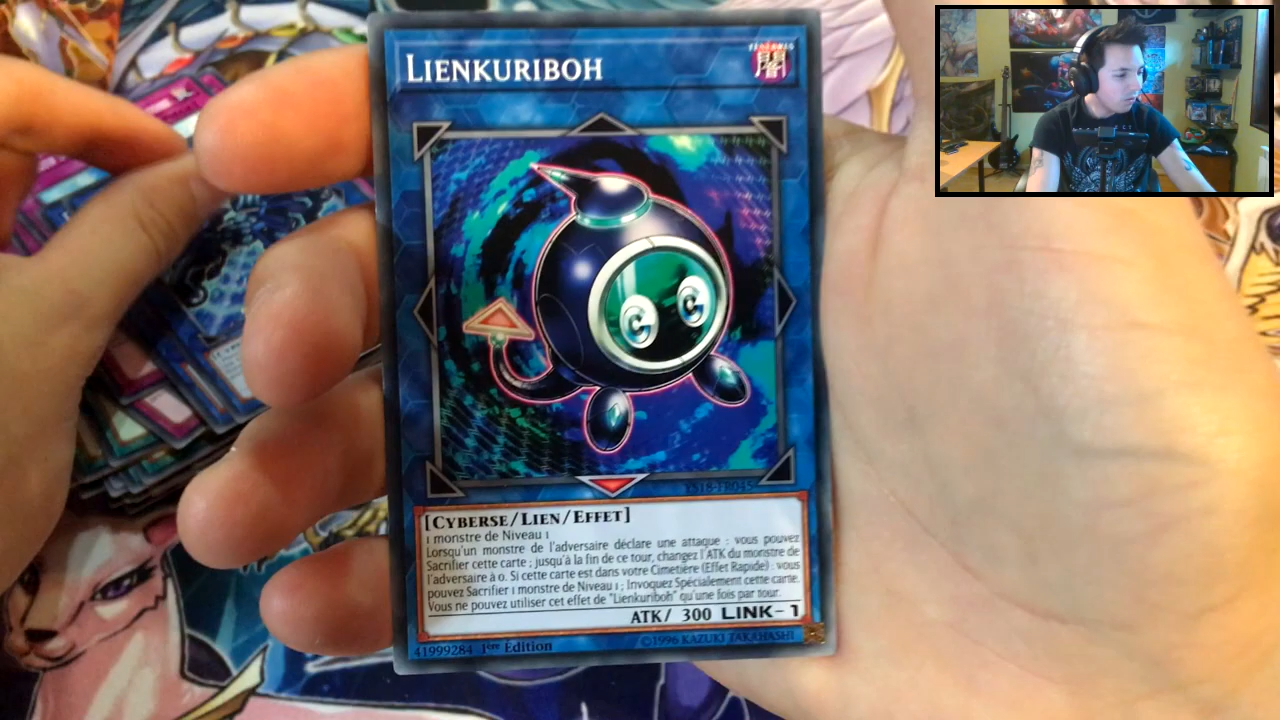 LIENKURIBOH
闇
YS18-FR045
[CYBERSE/LIEN/EFFET]
1 monstre de Niveau 1
Lorsqu'un monstre de l'adversaire déclare une attaque : vous pouvez
Sacrifier cette carte ; jusqu'à la fin de ce tour, changez l'ATK du monstre de
l'adversaire à 0. Si cette carte est dans votre Cimetière (Effet Rapide) : vous
pouvez Sacrifier 1 monstre de Niveau 1 ; Invoquez Spécialement cette carte.
Vous ne pouvez utiliser cet effet de "Lienkuriboh" qu'une fois par tour.
ATK/ 300 LINK-1
41999284 1ère Édition ©1996 KAZUKI TAKAHASHI